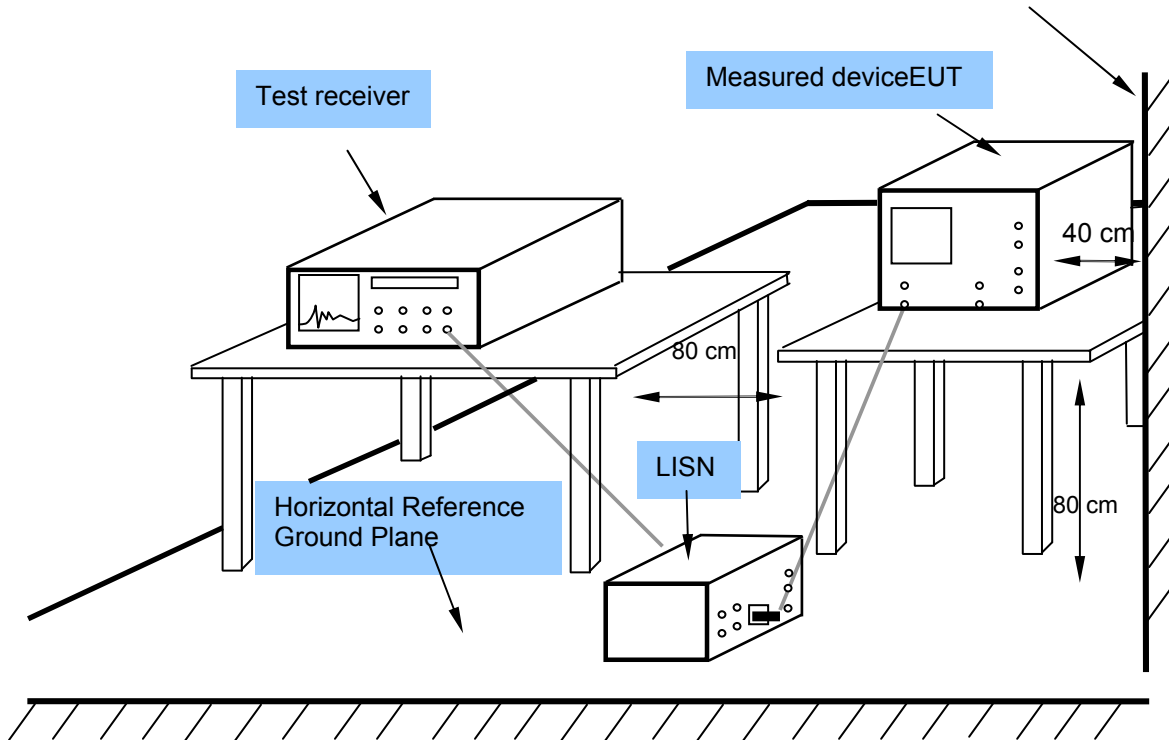 Measured deviceEUT
Test receiver
40 cm
80 cm
LISN
Horizontal Reference
Ground Plane
80 cm